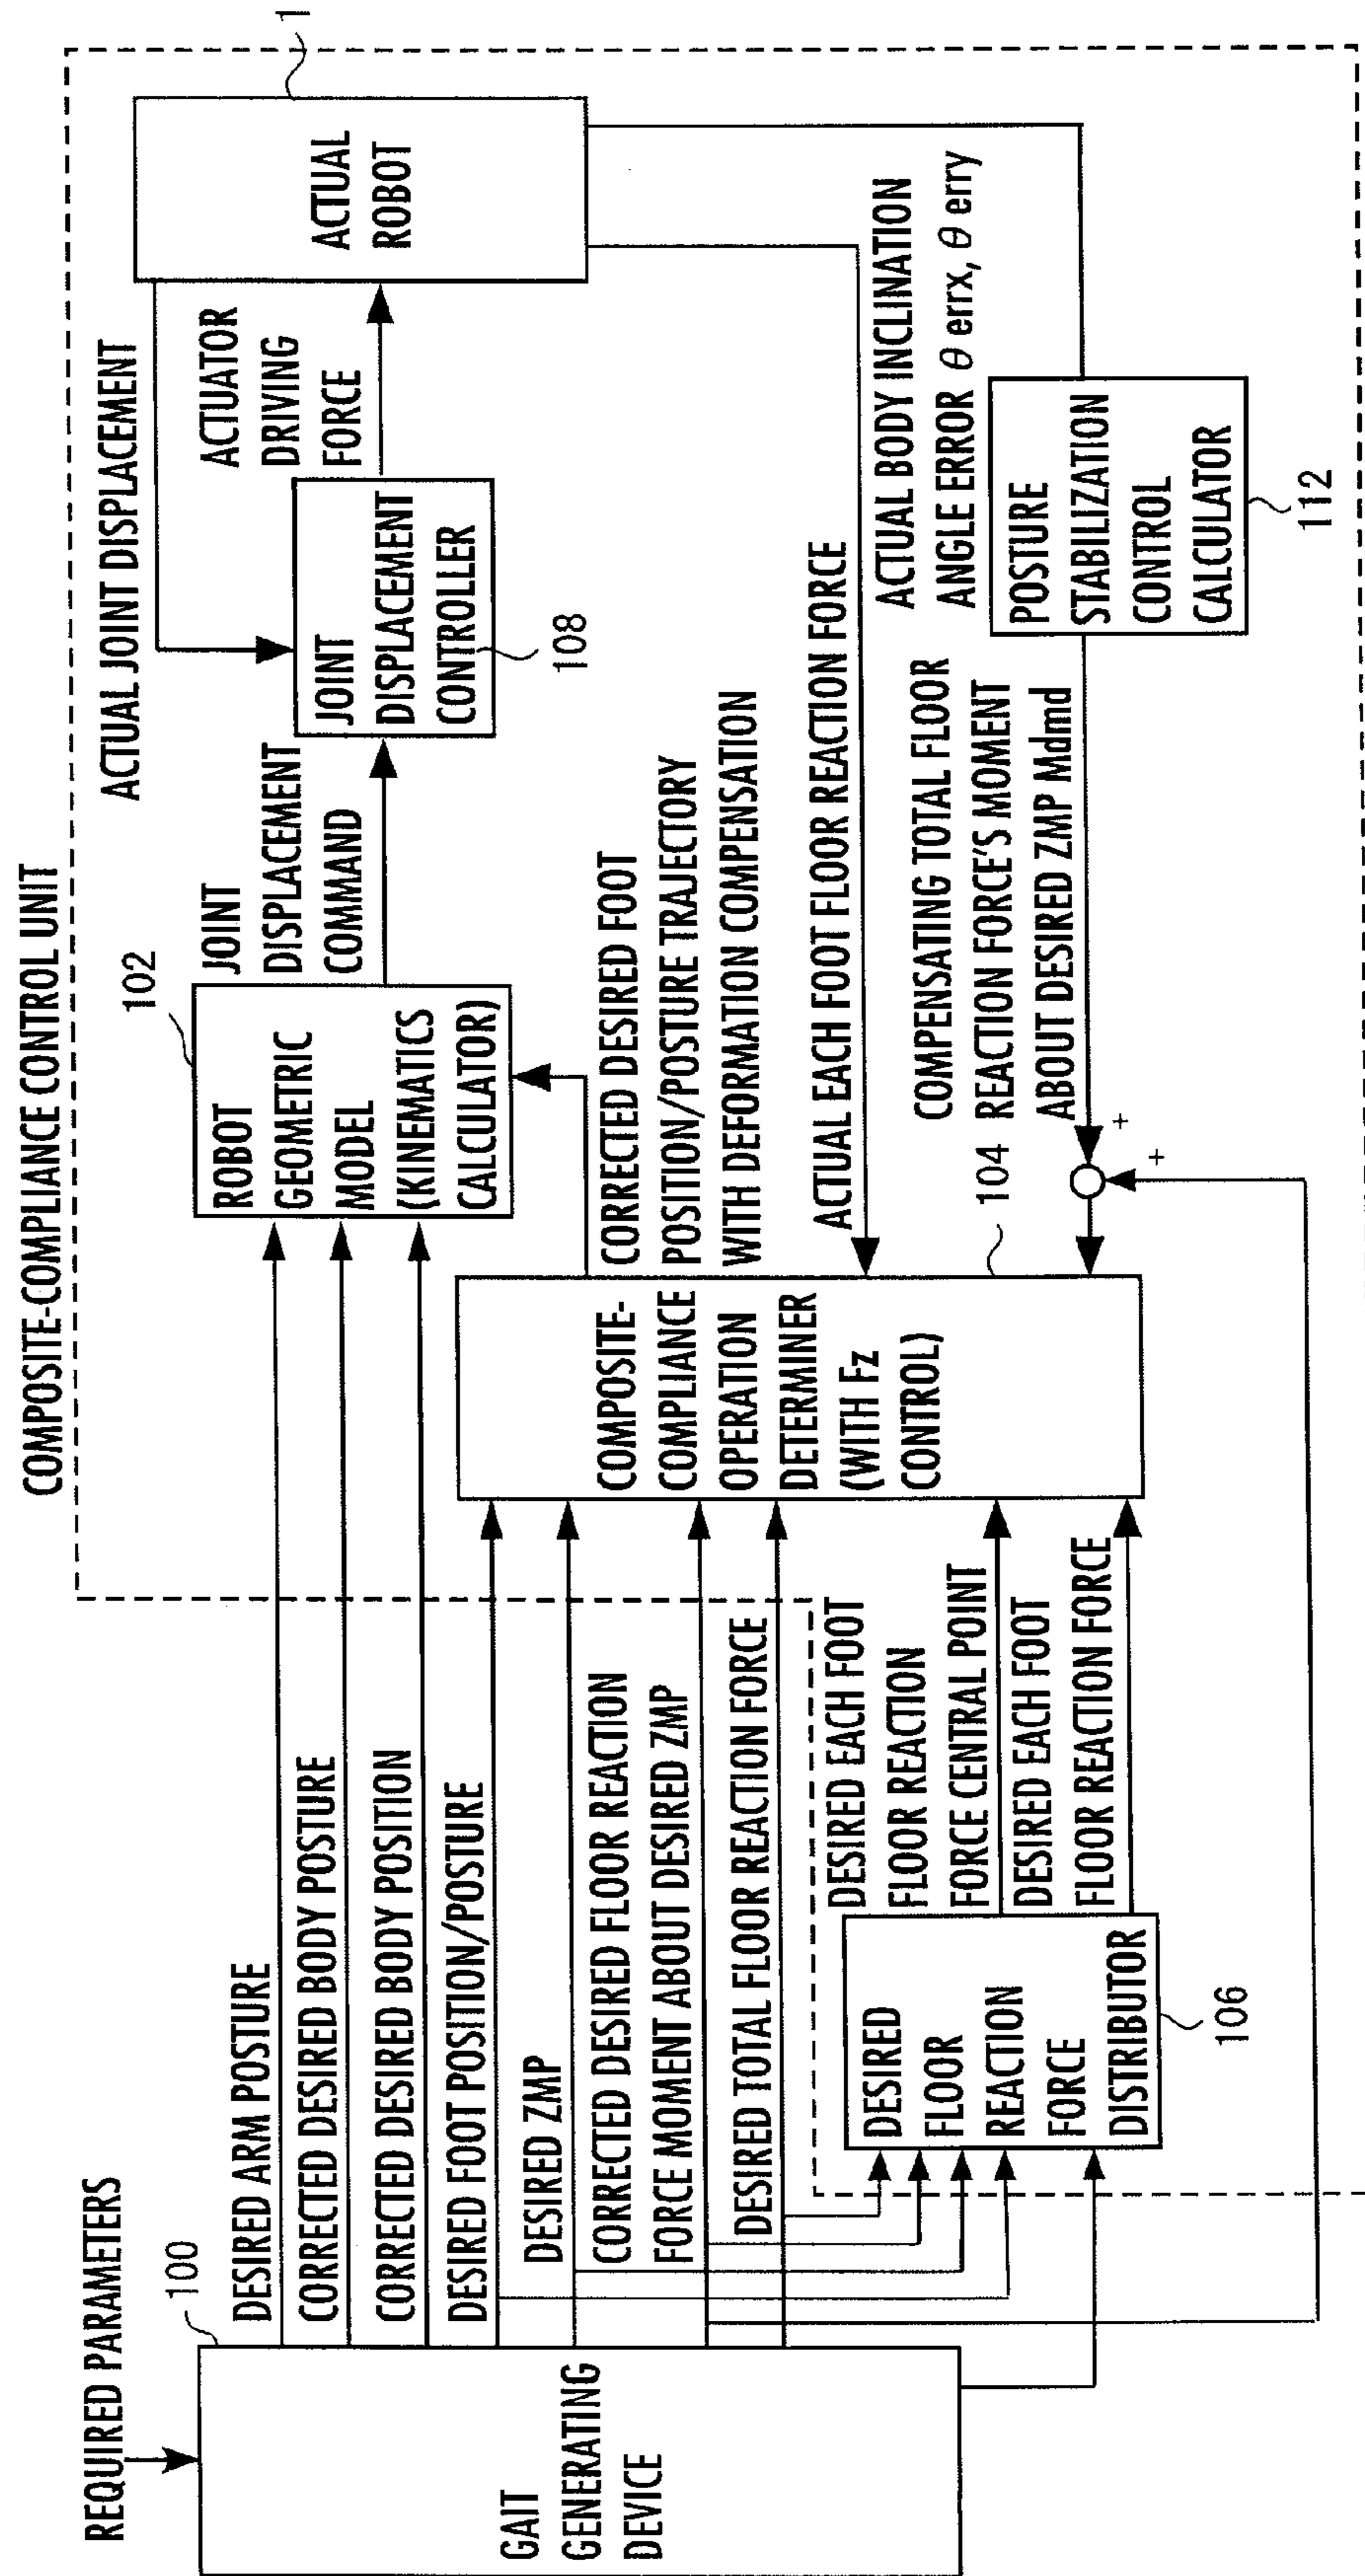 COMPOSITE-COMPLIANCE CONTROL UNIT
REQUIRED PARAMETERS
100
GAIT
GENERATING
DEVICE
DESIRED ARM POSTURE
CORRECTED DESIRED BODY POSTURE
CORRECTED DESIRED BODY POSITION
DESIRED FOOT POSITION/POSTURE
DESIRED ZMP
CORRECTED DESIRED FLOOR REACTION
FORCE MOMENT ABOUT DESIRED ZMP
DESIRED TOTAL FLOOR REACTION FORCE
DESIRED
FLOOR
REACTION
FORCE
DISTRIBUTOR
106
DESIRED EACH FOOT
FLOOR REACTION
FORCE CENTRAL POINT
DESIRED EACH FOOT
FLOOR REACTION FORCE
102
ROBOT
GEOMETRIC
MODEL
(KINEMATICS
CALCULATOR)
COMPOSITE-
COMPLIANCE
OPERATION
DETERMINER
(WITH Fz
CONTROL)
104
JOINT
DISPLACEMENT
COMMAND
CORRECTED DESIRED FOOT
POSITION/POSTURE TRAJECTORY
WITH DEFORMATION COMPENSATION
ACTUAL EACH FOOT FLOOR REACTION FORCE
COMPENSATING TOTAL FLOOR
REACTION FORCE'S MOMENT
ABOUT DESIRED ZMP Mdmd
+
+
JOINT
DISPLACEMENT
CONTROLLER
108
ACTUAL JOINT DISPLACEMENT
ACTUATOR
DRIVING
FORCE
ACTUAL
ROBOT
1
ACTUAL BODY INCLINATION
ANGLE ERROR θ errx, θ erry
POSTURE
STABILIZATION
CONTROL
CALCULATOR
112